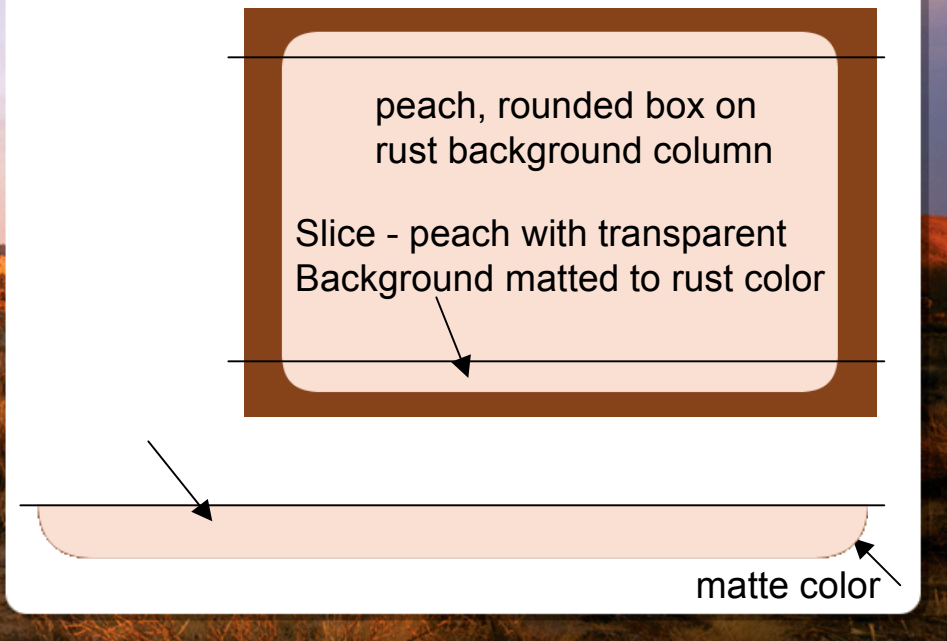 peach, rounded box on
rust background column
Slice - peach with transparent
Background matted to rust color
matte color